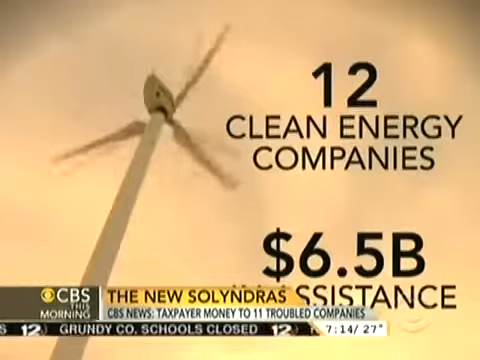 12
CLEAN ENERGY
COMPANIES
$6.5B
SSISTANCE
CBS
THIS
MORNING
THE NEW SOLYNDRAS
CBS NEWS: TAXPAYER MONEY TO 11 TROUBLED COMPANIES
12
GRUNDY CO. SCHOOLS CLOSED
12
7:14/ 27°